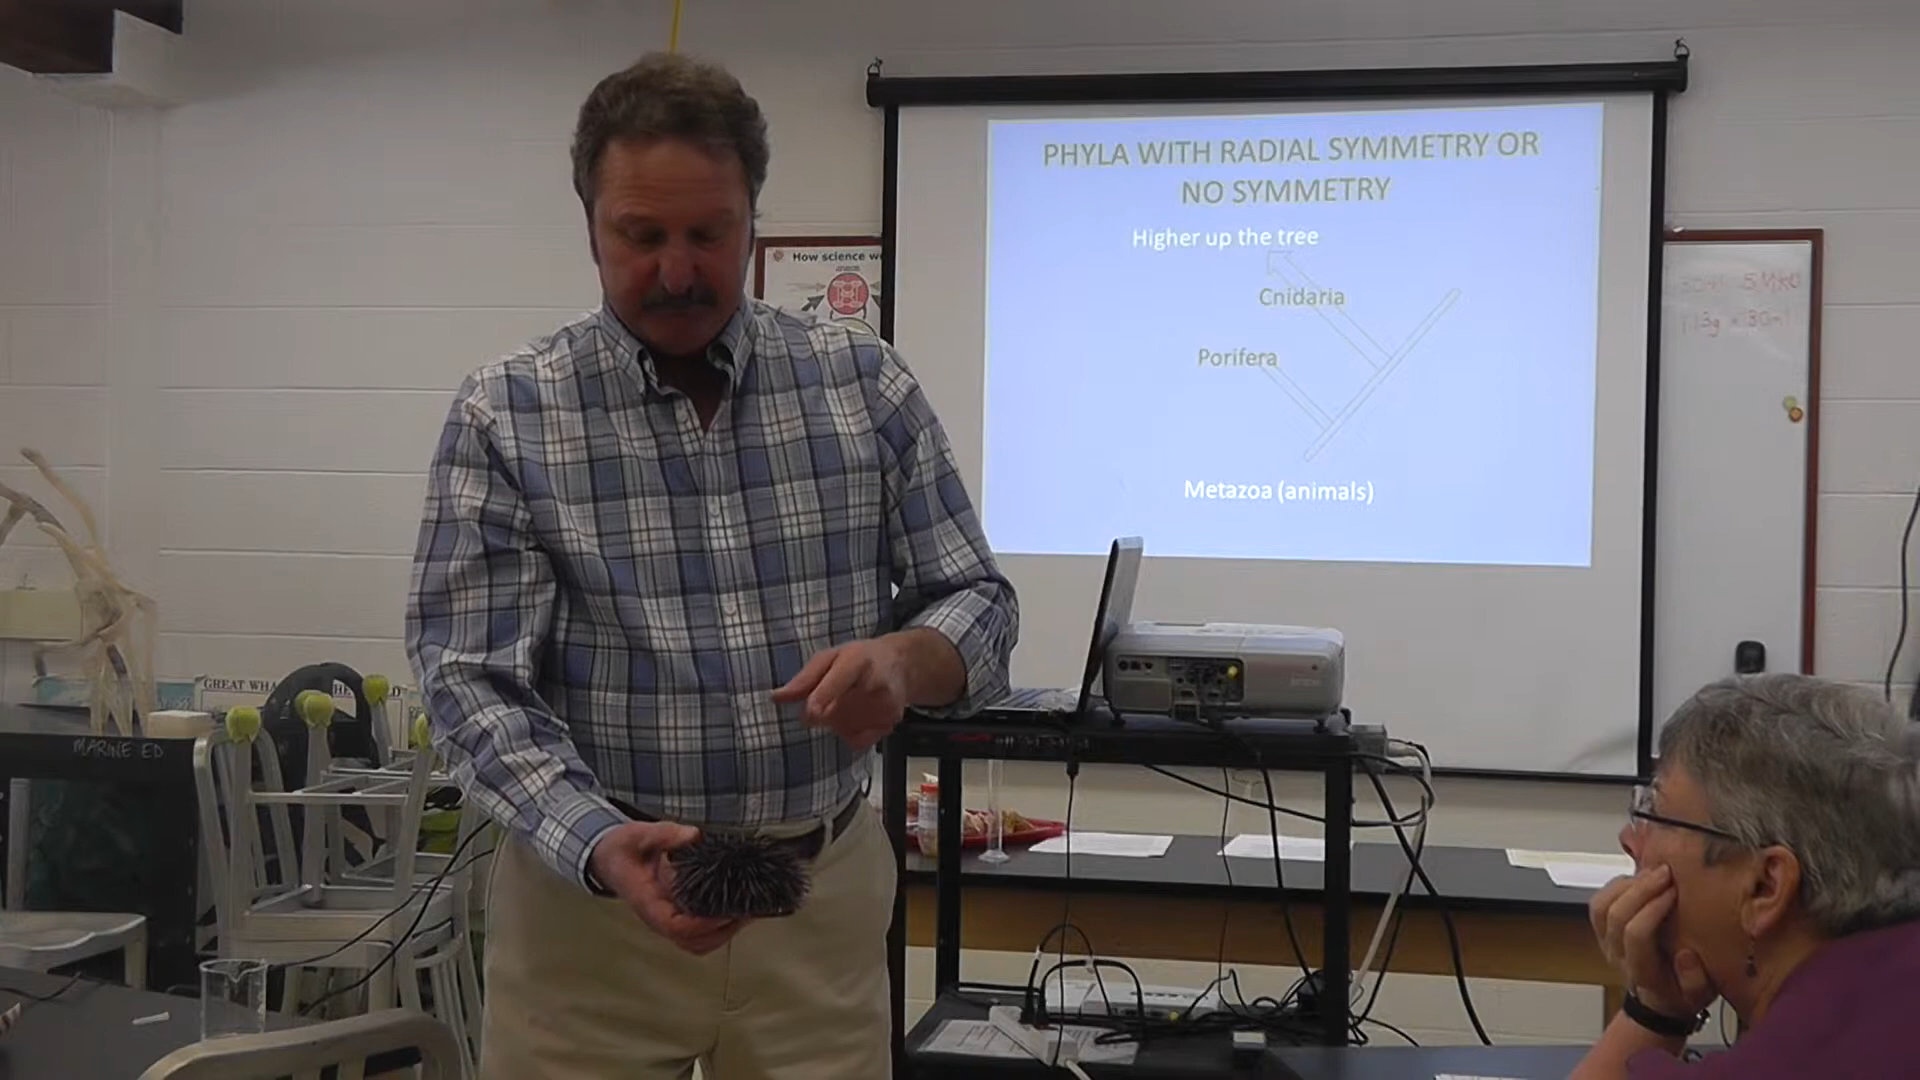 PHYLA WITH RADIAL SYMMETRY OR
NO SYMMETRY
Higher up the tree
Cnidaria
Porifera
Metazoa (animals)
How science
GREAT
MARINE ED